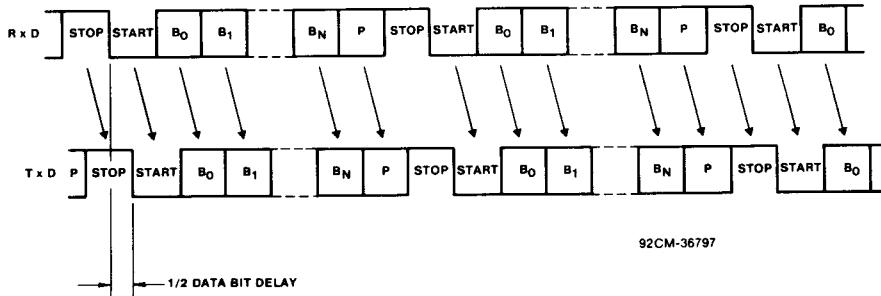 R x D STOP START B0 B1 BN P STOP START B0 B1 BN P STOP START B0
T x D P STOP START B0 B1 BN P STOP START B0 B1 BN P STOP START B0
92CM-36797
1/2 DATA BIT DELAY